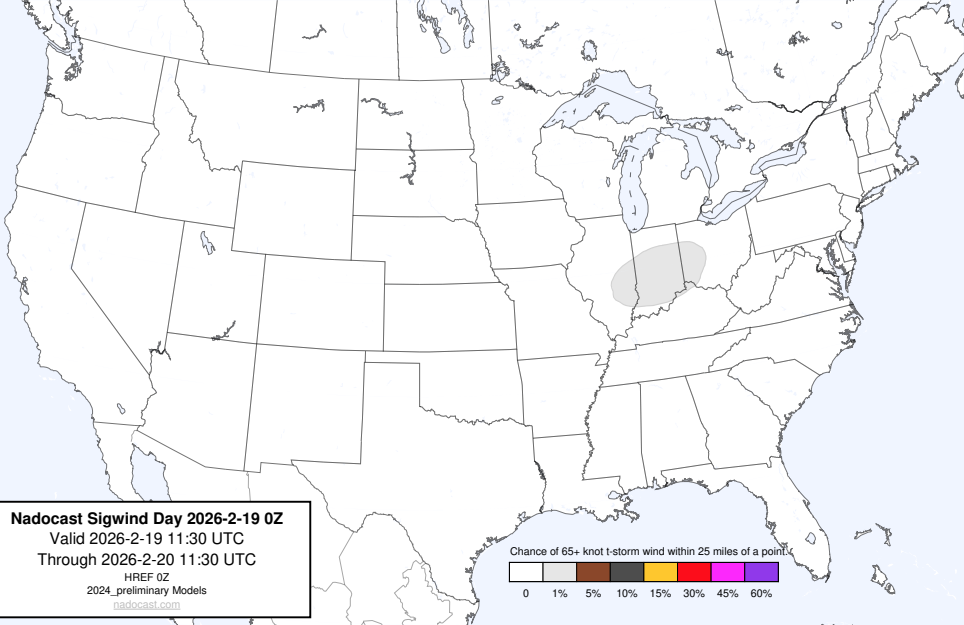 Nadocast Sigwind Day 2026-2-19 0Z
Valid 2026-2-19 11:30 UTC
Through 2026-2-20 11:30 UTC
HREF 0Z
2024_preliminary Models
nadocast.com
Chance of 65+ knot t-storm wind within 25 miles of a point.
0 1% 5% 10% 15% 30% 45% 60%